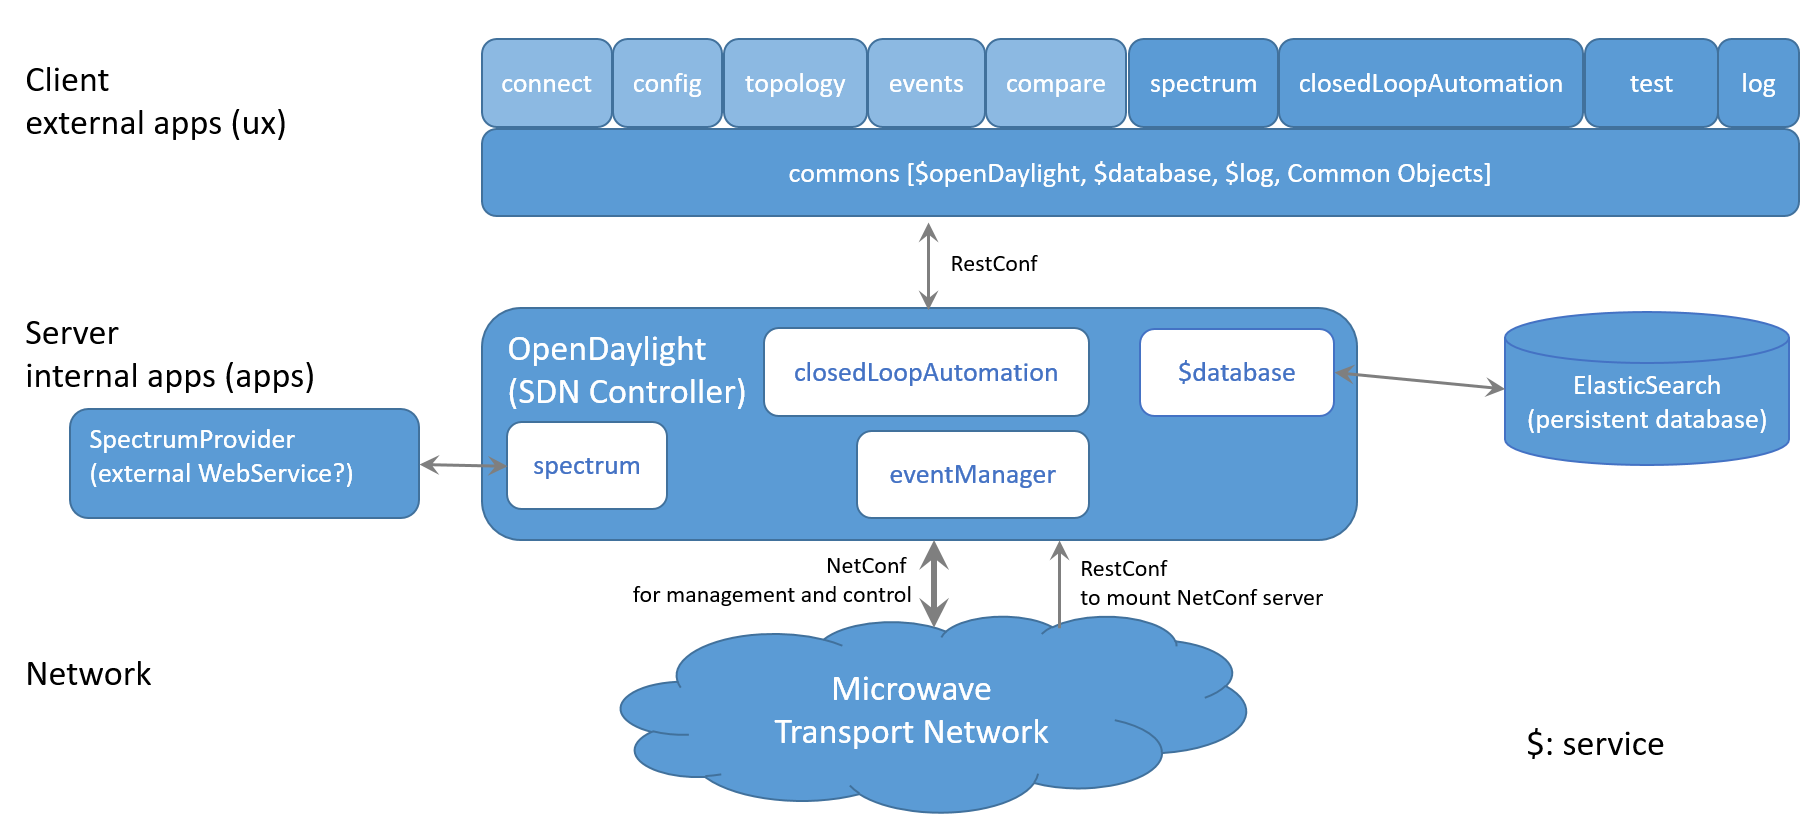 Client
external apps (ux)
connect
config
topology
events
compare
spectrum
closedLoopAutomation
test
log
commons [$openDaylight, $database, $log, Common Objects]
RestConf
Server
internal apps (apps)
OpenDaylight
(SDN Controller)
closedLoopAutomation
$database
ElasticSearch
(persistent database)
SpectrumProvider
(external WebService?)
spectrum
eventManager
NetConf
for management and control
RestConf
to mount NetConf server
Network
Microwave
Transport Network
$: service